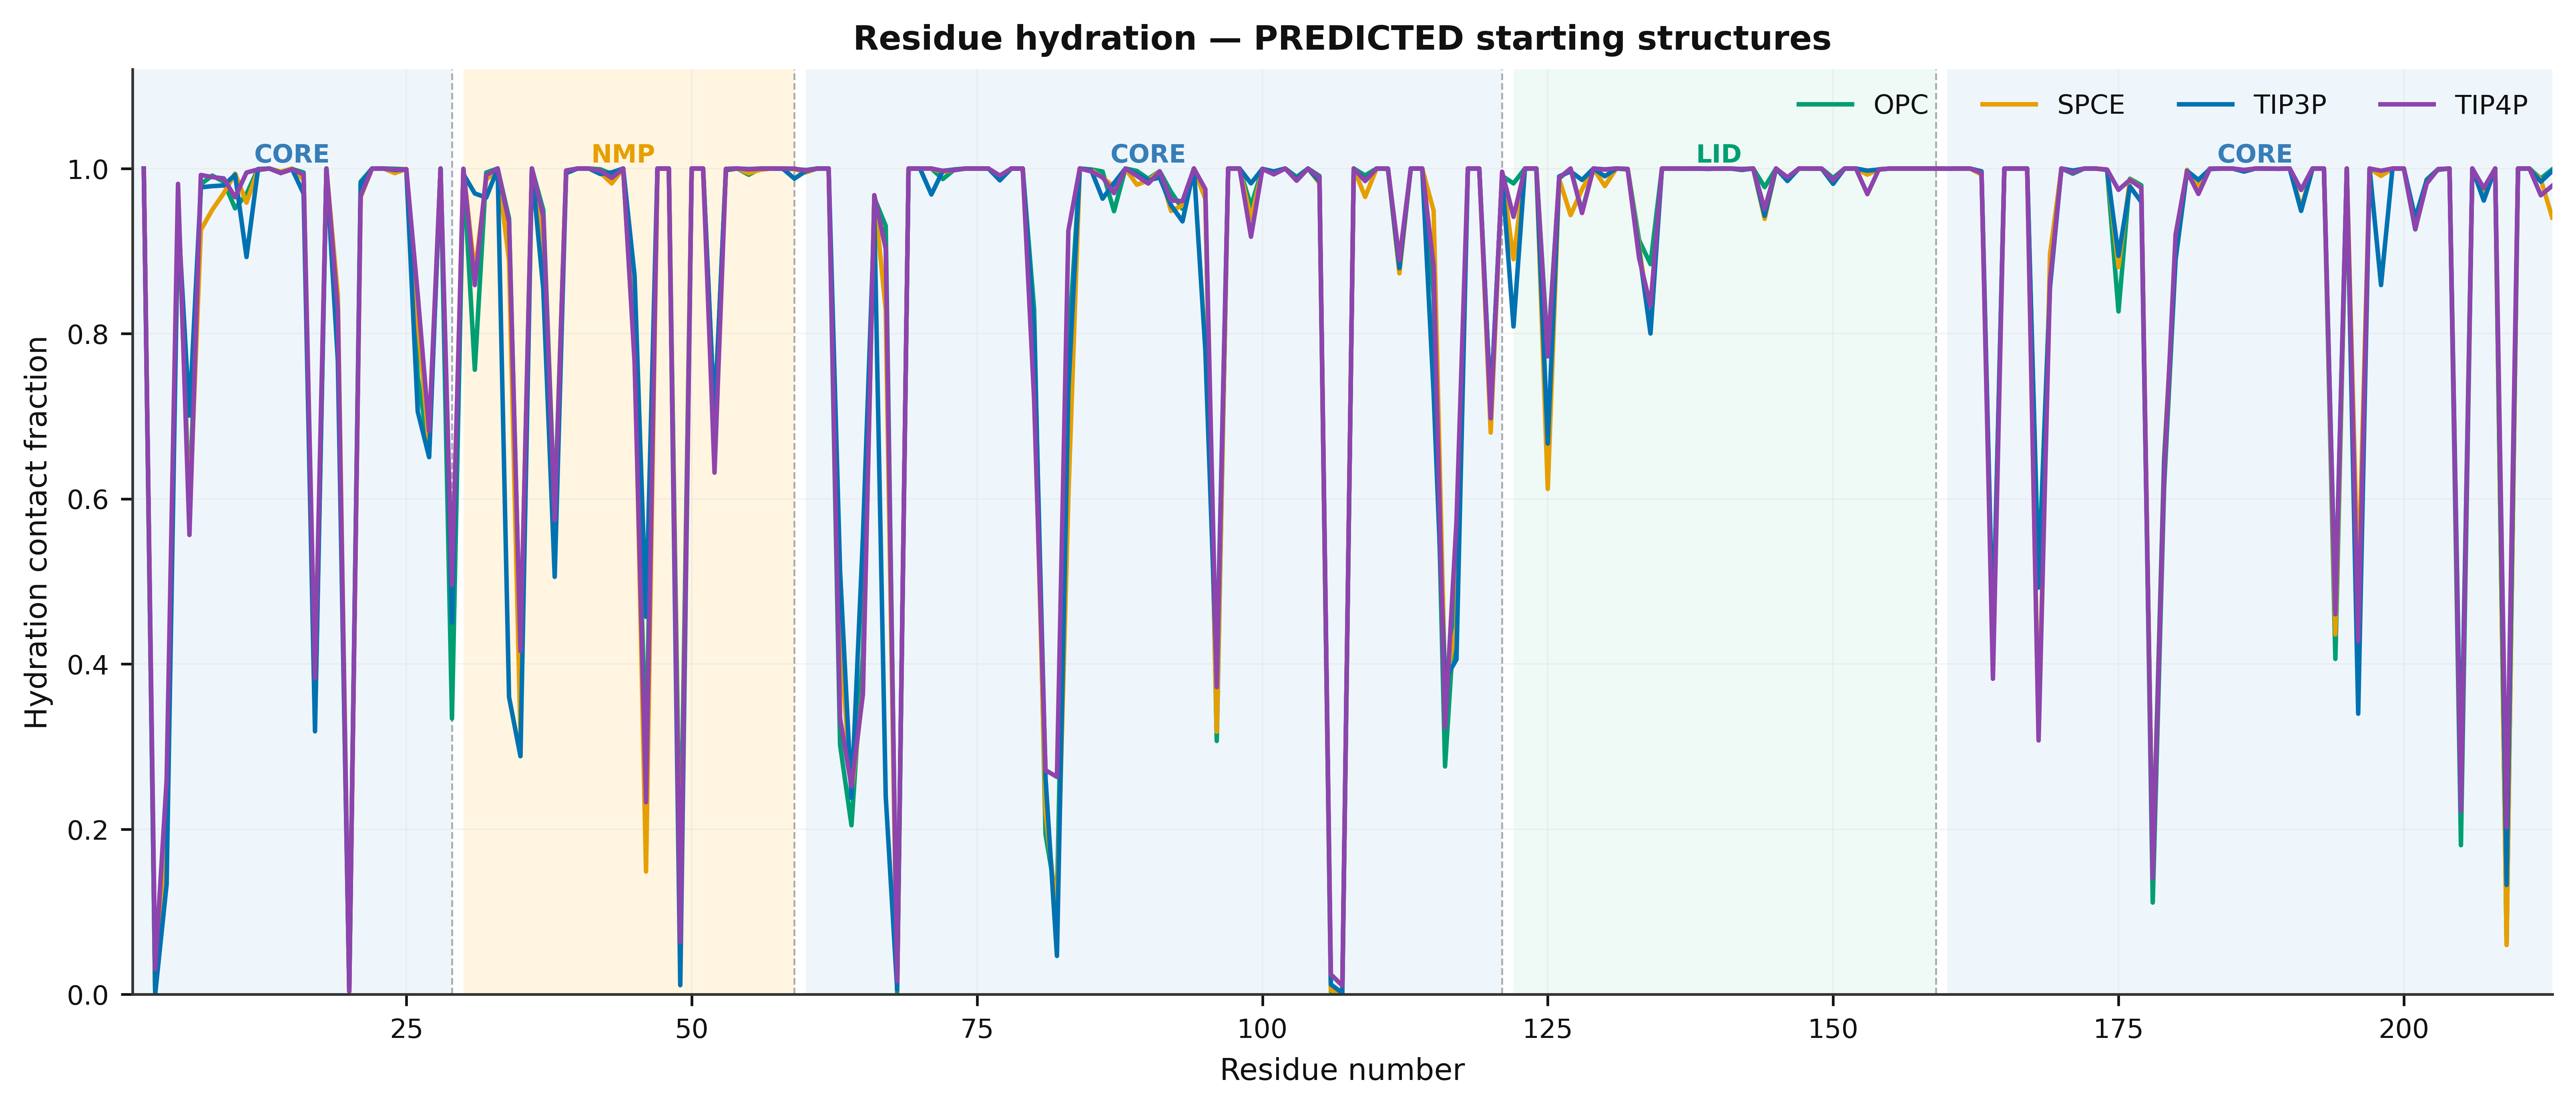 Residue hydration — PREDICTED starting structures
OPC SPCE TIP3P TIP4P
CORE NMP CORE LID CORE
1.0
0.8
0.6
0.4
0.2
0.0
Hydration contact fraction
25 50 75 100 125 150 175 200
Residue number